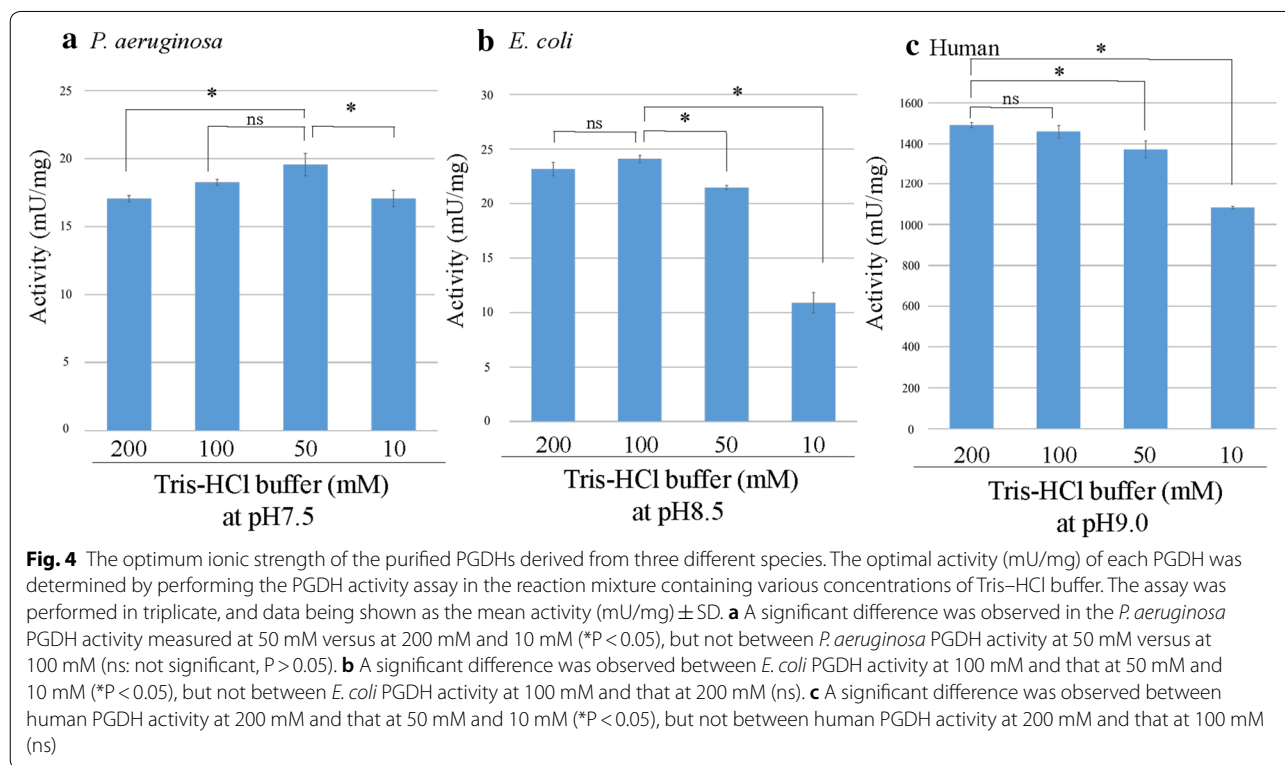 a P. aeruginosa
Activity (mU/mg)
25
20
15
10
5
0
*
ns
*
200 100 50 10
Tris-HCl buffer (mM)
at pH7.5
b E. coli
Activity (mU/mg)
30
25
20
15
10
5
0
ns
*
*
200 100 50 10
Tris-HCl buffer (mM)
at pH8.5
c Human
Activity (mU/mg)
1600
1400
1200
1000
800
600
400
200
0
*
*
ns
200 100 50 10
Tris-HCl buffer (mM)
at pH9.0
Fig. 4 The optimum ionic strength of the purified PGDHs derived from three different species. The optimal activity (mU/mg) of each PGDH was
determined by performing the PGDH activity assay in the reaction mixture containing various concentrations of Tris–HCl buffer. The assay was
performed in triplicate, and data being shown as the mean activity (mU/mg) ± SD. a A significant difference was observed in the P. aeruginosa
PGDH activity measured at 50 mM versus at 200 mM and 10 mM (*P < 0.05), but not between P. aeruginosa PGDH activity at 50 mM versus at
100 mM (ns: not significant, P > 0.05). b A significant difference was observed between E. coli PGDH activity at 100 mM and that at 50 mM and
10 mM (*P < 0.05), but not between E. coli PGDH activity at 100 mM and that at 200 mM (ns). c A significant difference was observed between
human PGDH activity at 200 mM and that at 50 mM and 10 mM (*P < 0.05), but not between human PGDH activity at 200 mM and that at 100 mM
(ns)